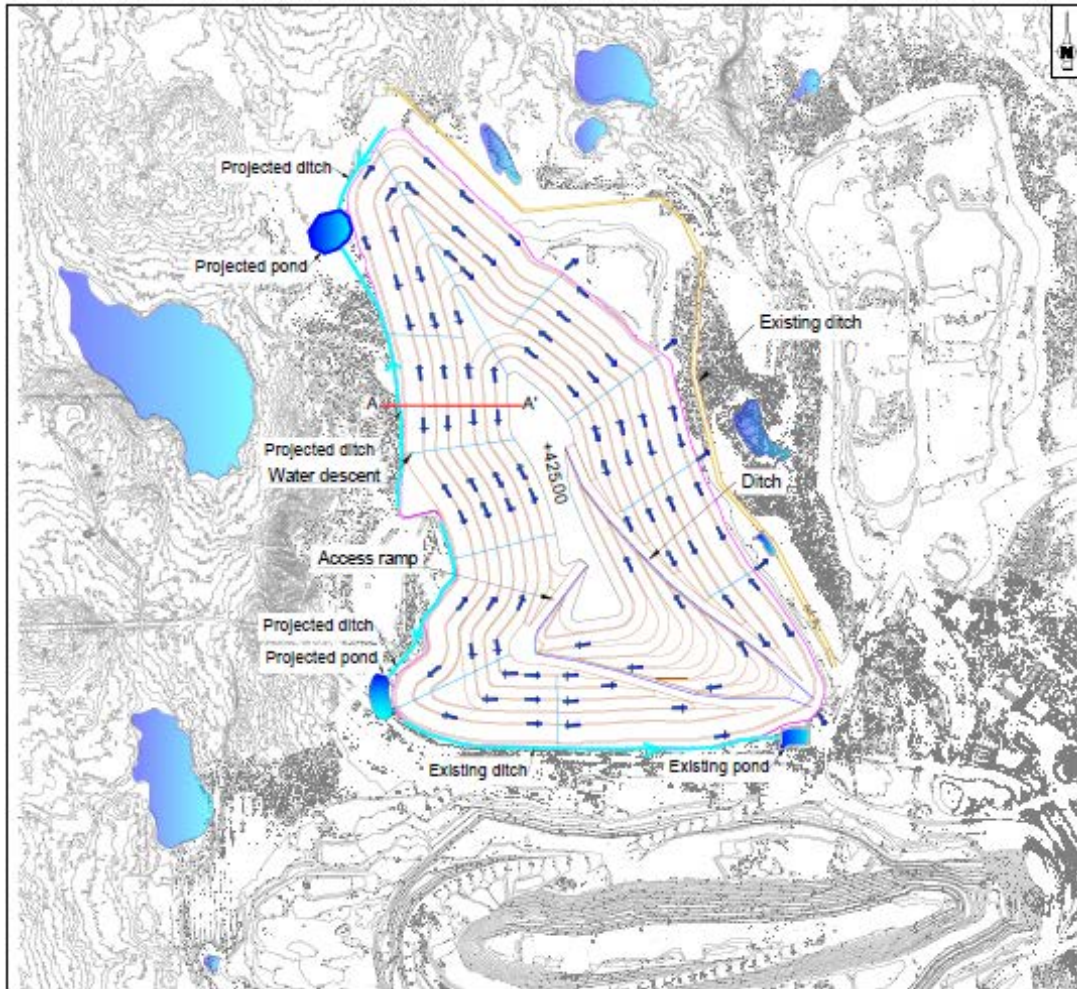 N
Projected ditch
Projected pond
Existing ditch
A
A'
Projected ditch
Water descent
+425.00
Ditch
Access ramp
Projected ditch
Projected pond
Existing ditch
Existing pond